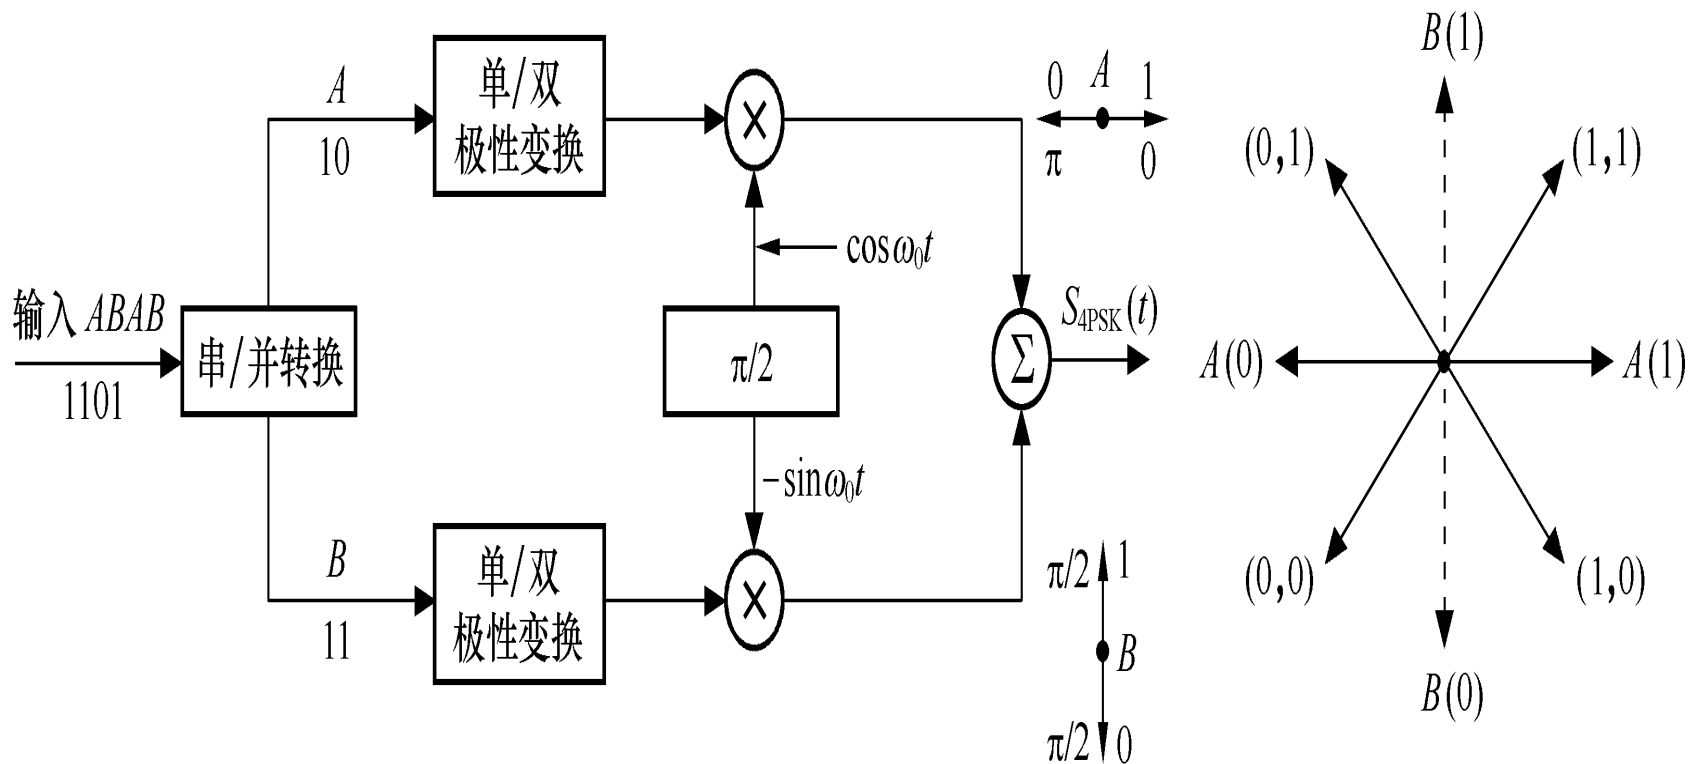 输入 ABAB
1101
串/并转换
A
10
单/双
极性变换
×
cosω₀t
π/2
−sinω₀t
B
11
单/双
极性变换
×
Σ
S₄PSK(t)
0 A 1
π 0
π/2 1
B
π/2 0
B(1)
(0,1) (1,1)
A(0) A(1)
(0,0) (1,0)
B(0)